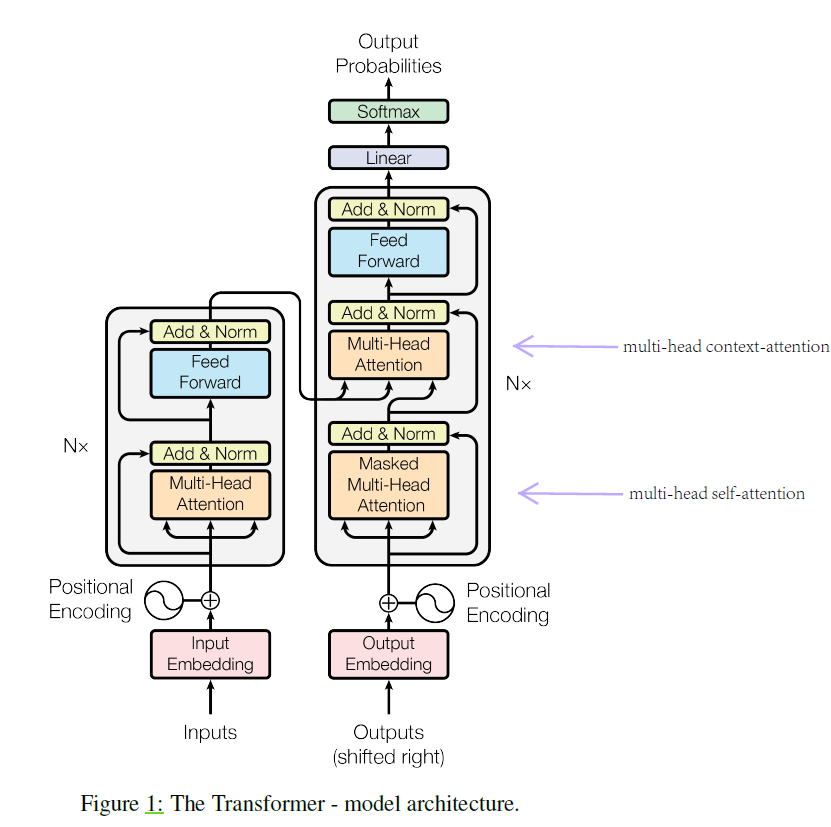 Output
Probabilities
Softmax
Linear
Add & Norm
Feed
Forward
Add & Norm
Multi-Head
Attention
multi-head context-attention
Nx
Add & Norm
Masked
Multi-Head
Attention
multi-head self-attention
Add & Norm
Feed
Forward
Nx
Add & Norm
Multi-Head
Attention
Positional
Encoding
Positional
Encoding
Input
Embedding
Output
Embedding
Inputs
Outputs
(shifted right)
Figure 1: The Transformer - model architecture.